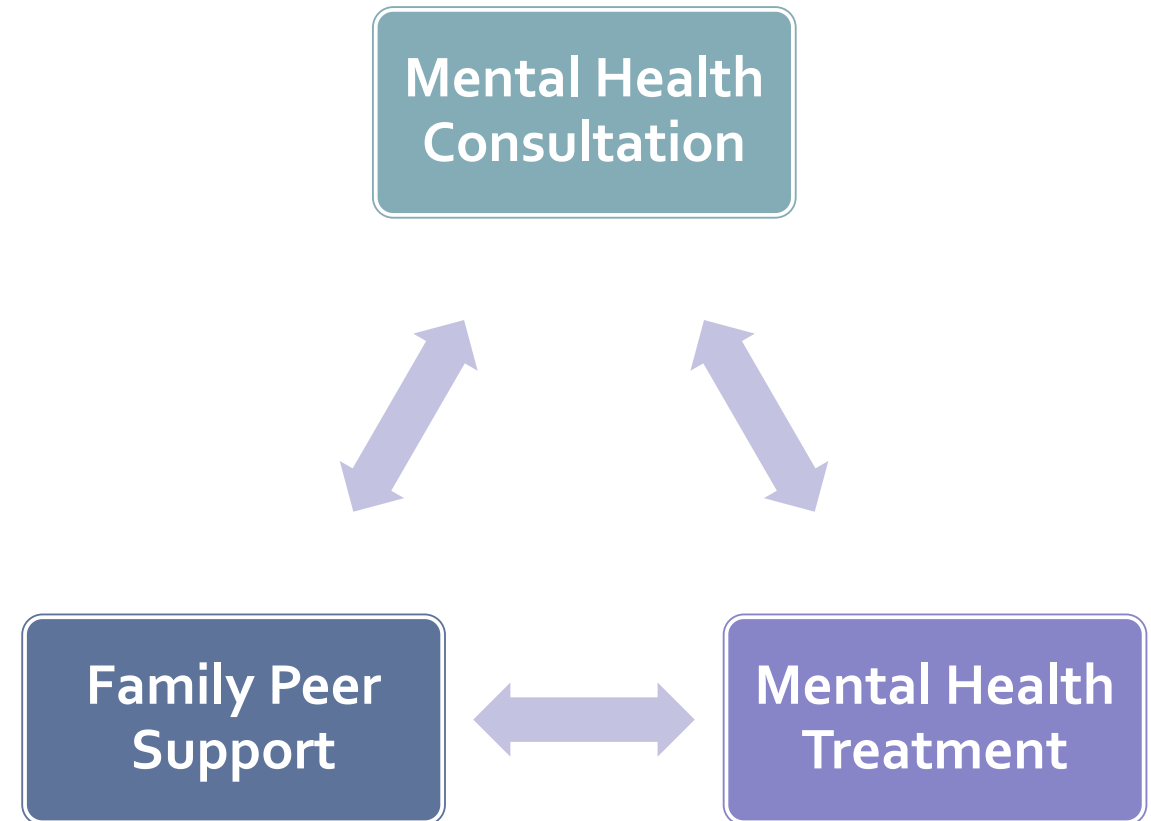 Mental Health
Consultation
Family Peer
Support
Mental Health
Treatment